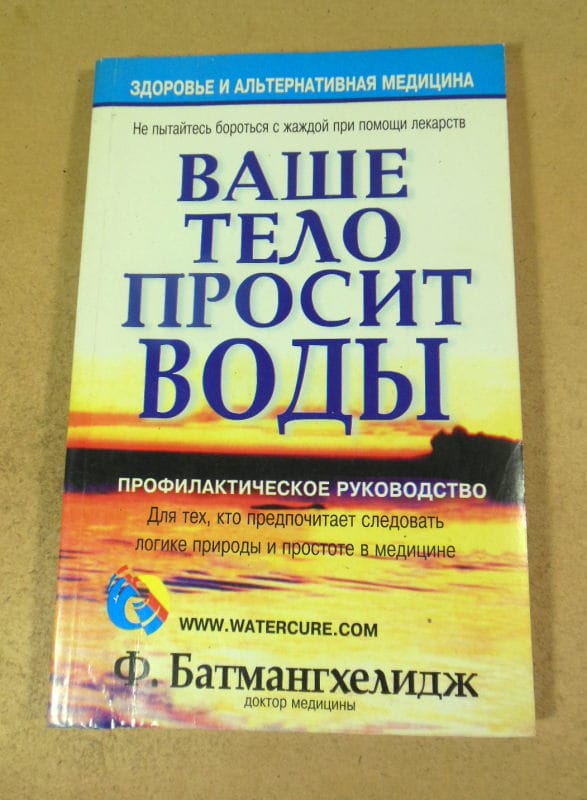 ЗДОРОВЬЕ И АЛЬТЕРНАТИВНАЯ МЕДИЦИНА
Не пытайтесь бороться с жаждой при помощи лекарств
ВАШЕ
ТЕЛО
ПРОСИТ
ВОДЫ
ПРОФИЛАКТИЧЕСКОЕ РУКОВОДСТВО
Для тех, кто предпочитает следовать
логике природы и простоте в медицине
WWW.WATERCURE.COM
Ф. Батмангхелидж
доктор медицины